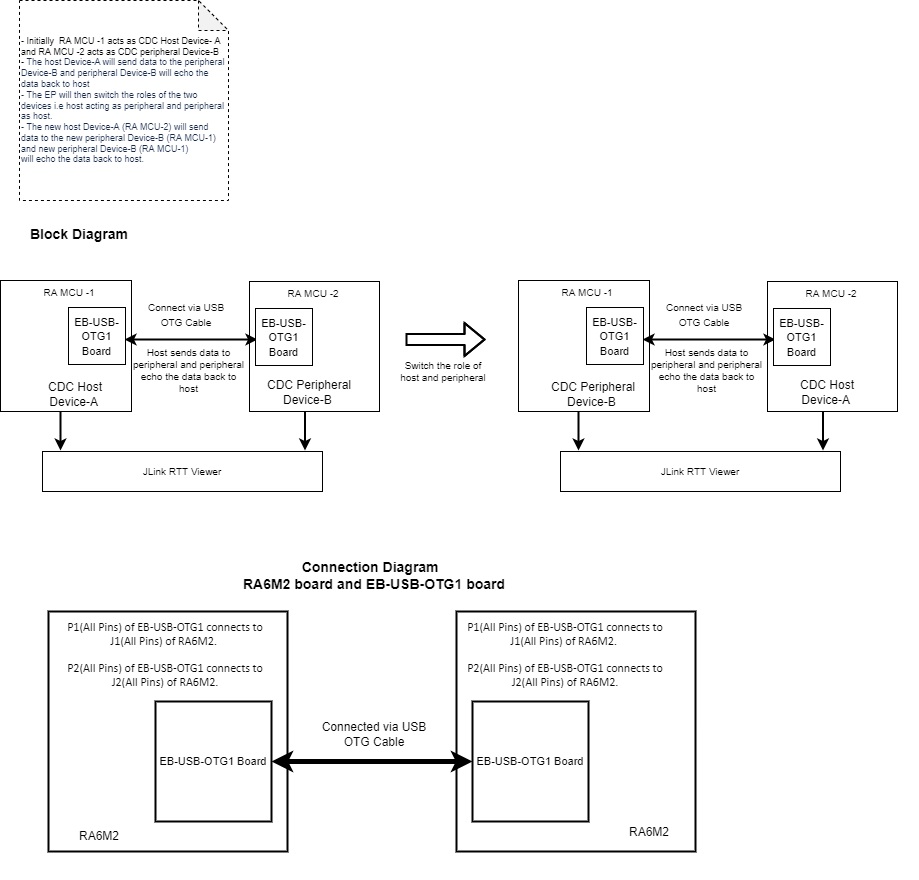 - Initially RA MCU -1 acts as CDC Host Device- A
and RA MCU -2 acts as CDC peripheral Device-B
- The host Device-A will send data to the peripheral
Device-B and peripheral Device-B will echo the
data back to host
- The EP will then switch the roles of the two
devices i.e host acting as peripheral and peripheral
as host.
- The new host Device-A (RA MCU-2) will send
data to the new peripheral Device-B (RA MCU-1)
and new peripheral Device-B (RA MCU-1)
will echo the data back to host.
Block Diagram
RA MCU -1
EB-USB-
OTG1
Board
CDC Host
Device-A
Connect via USB
OTG Cable
Host sends data to
peripheral and peripheral
echo the data back to
host
RA MCU -2
EB-USB-
OTG1
Board
CDC Peripheral
Device-B
JLink RTT Viewer
Switch the role of
host and peripheral
RA MCU -1
EB-USB-
OTG1
Board
CDC Peripheral
Device-B
Connect via USB
OTG Cable
Host sends data to
peripheral and peripheral
echo the data back to
host
RA MCU -2
EB-USB-
OTG1
Board
CDC Host
Device-A
JLink RTT Viewer
Connection Diagram
RA6M2 board and EB-USB-OTG1 board
P1(All Pins) of EB-USB-OTG1 connects to
J1(All Pins) of RA6M2.
P2(All Pins) of EB-USB-OTG1 connects to
J2(All Pins) of RA6M2.
EB-USB-OTG1 Board
RA6M2
Connected via USB
OTG Cable
P1(All Pins) of EB-USB-OTG1 connects to
J1(All Pins) of RA6M2.
P2(All Pins) of EB-USB-OTG1 connects to
J2(All Pins) of RA6M2.
EB-USB-OTG1 Board
RA6M2